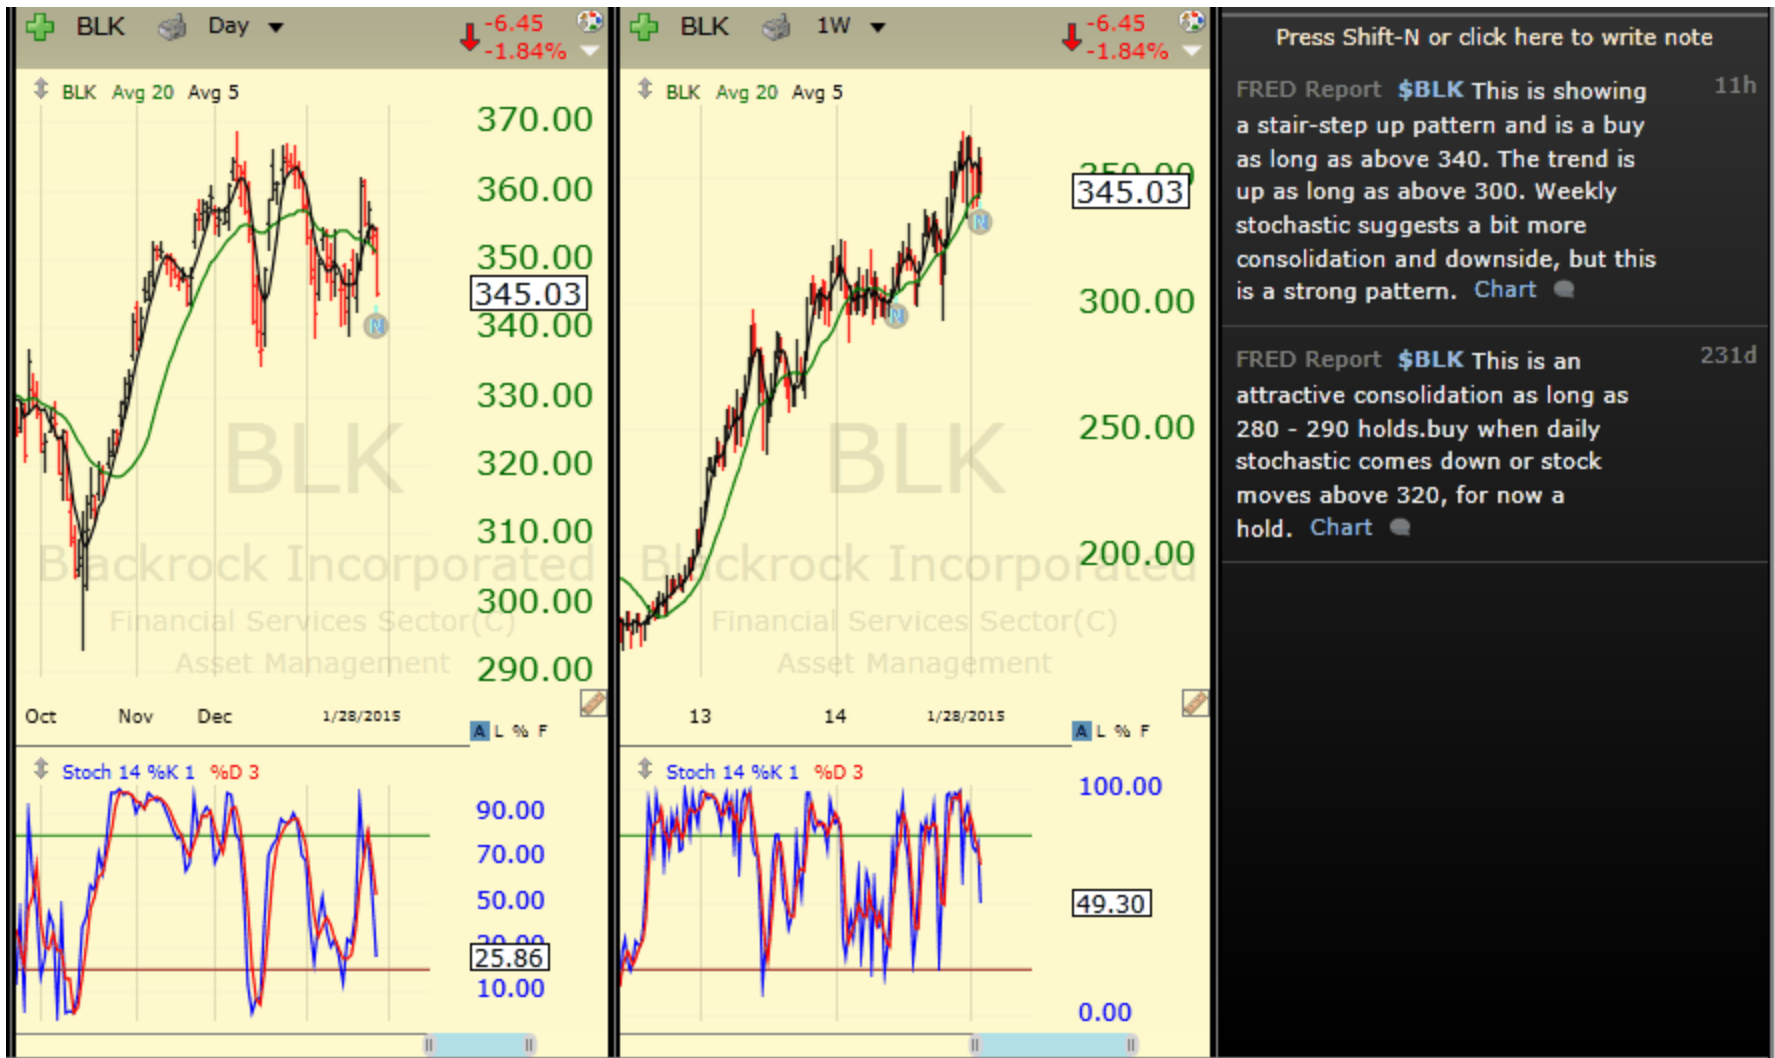 BLK Day
-6.45
-1.84%
BLK Avg 20 Avg 5
370.00
360.00
350.00
345.03
340.00
330.00
320.00
310.00
300.00
290.00
N
BLK
Blackrock Incorporated
Financial Services Sector(C)
Asset Management
Oct Nov Dec 1/28/2015
A L % F
Stoch 14 %K 1 %D 3
90.00
70.00
50.00
30.00
25.86
10.00
BLK 1W
-6.45
-1.84%
BLK Avg 20 Avg 5
350.00
345.03
300.00
250.00
200.00
N
N
BLK
Blackrock Incorporated
Financial Services Sector(C)
Asset Management
13 14 1/28/2015
A L % F
Stoch 14 %K 1 %D 3
100.00
49.30
0.00
Press Shift-N or click here to write note
FRED Report $BLK This is showing 11h
a stair-step up pattern and is a buy
as long as above 340. The trend is
up as long as above 300. Weekly
stochastic suggests a bit more
consolidation and downside, but this
is a strong pattern. Chart
FRED Report $BLK This is an 231d
attractive consolidation as long as
280 - 290 holds.buy when daily
stochastic comes down or stock
moves above 320, for now a
hold. Chart